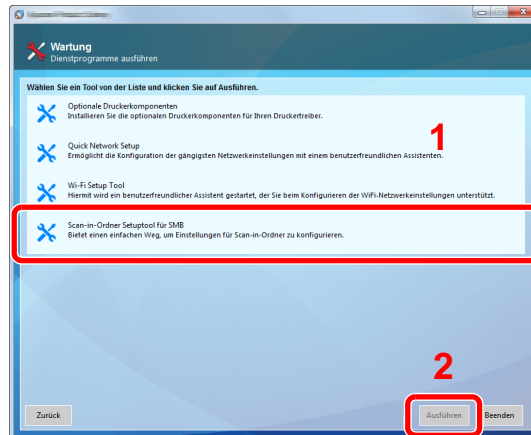 Wartung
Dienstprogramme ausführen
Wählen Sie ein Tool von der Liste und klicken Sie auf Ausführen.
Optionale Druckerkomponenten
Installieren Sie die optionalen Druckerkomponenten für Ihren Druckertreiber.
1
Quick Network Setup
Ermöglicht die Konfiguration der gängigsten Netzwerkeinstellungen mit einem benutzerfreundlichen Assistenten.
Wi-Fi Setup Tool
Hiermit wird ein benutzerfreundlicher Assistent gestartet, der Sie beim Konfigurieren der WiFi-Netzwerkeinstellungen unterstützt.
Scan-in-Ordner Setuptool für SMB
Bietet einen einfachen Weg, um Einstellungen für Scan-in-Ordner zu konfigurieren.
2
Zurück
Ausführen
Beenden